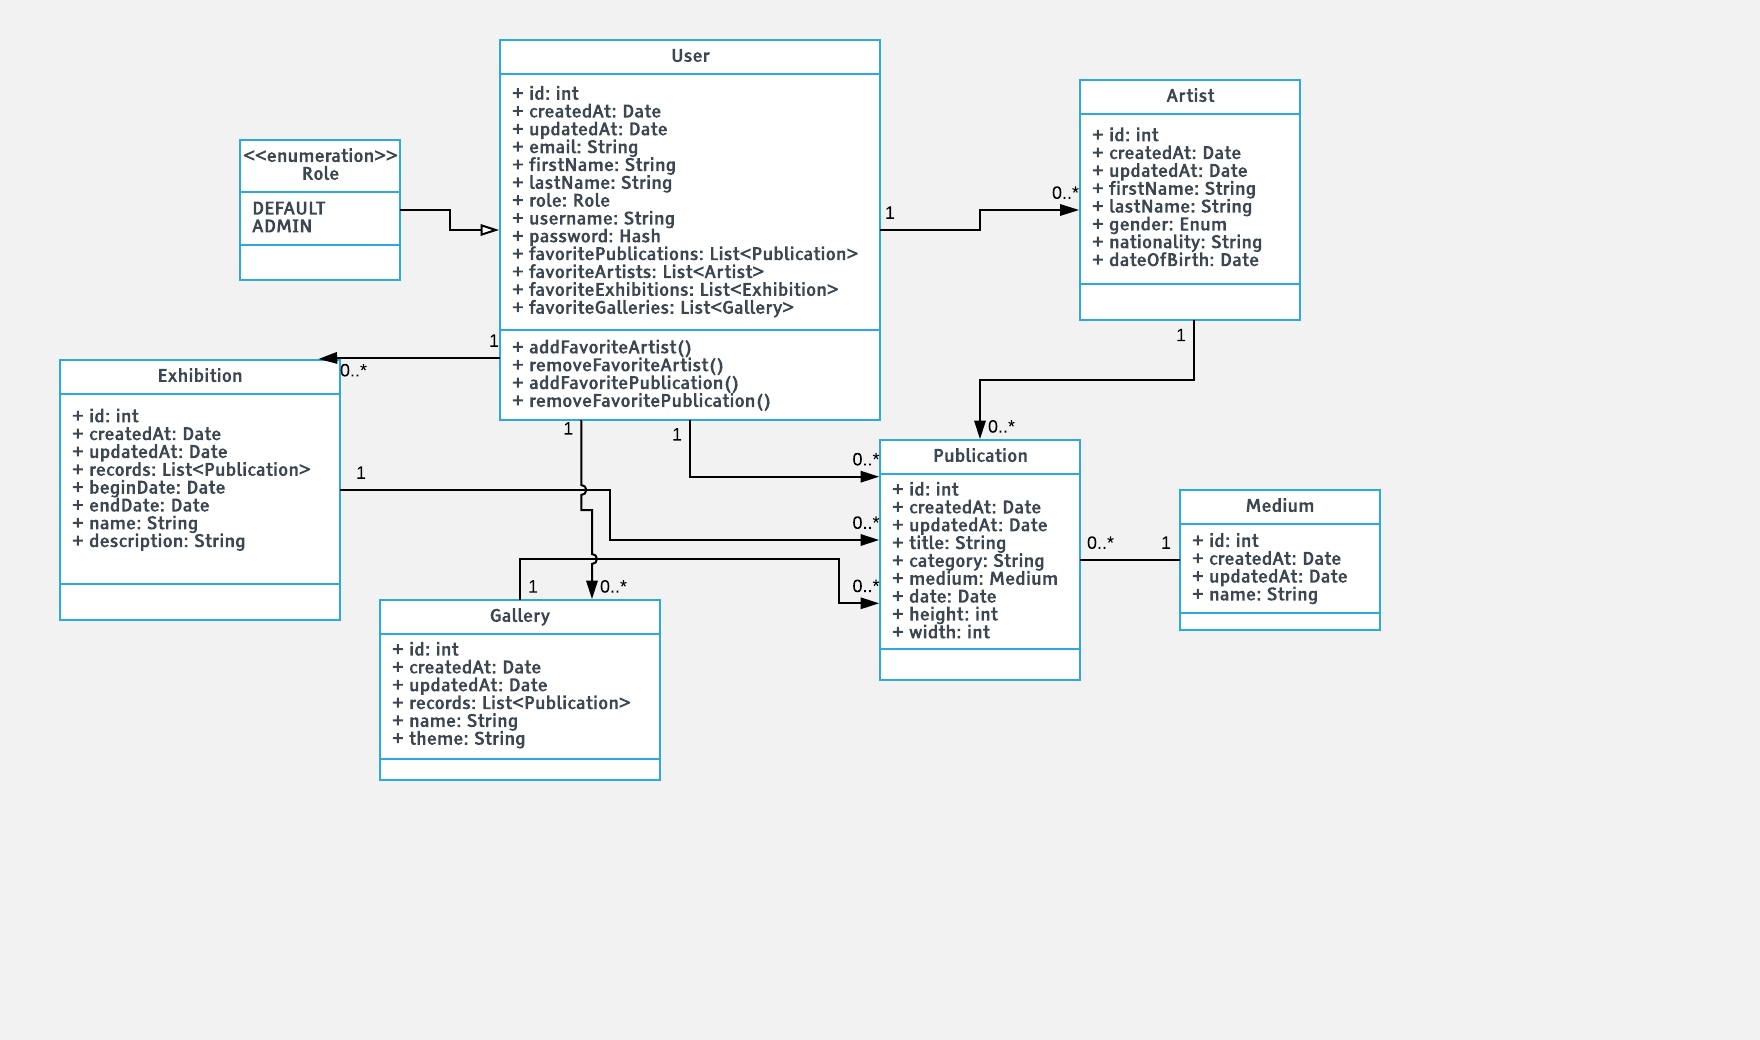 User
+ id: int
+ createdAt: Date
+ updatedAt: Date
+ email: String
+ firstName: String
+ lastName: String
+ role: Role
+ username: String
+ password: Hash
+ favoritePublications: List<Publication>
+ favoriteArtists: List<Artist>
+ favoriteExhibitions: List<Exhibition>
+ favoriteGalleries: List<Gallery>
+ addFavoriteArtist()
+ removeFavoriteArtist()
+ addFavoritePublication()
+ removeFavoritePublication()
<<enumeration>>
Role
DEFAULT
ADMIN
Artist
+ id: int
+ createdAt: Date
+ updatedAt: Date
+ firstName: String
+ lastName: String
+ gender: Enum
+ nationality: String
+ dateOfBirth: Date
1
0..*
1
0..*
1
0..*
Exhibition
+ id: int
+ createdAt: Date
+ updatedAt: Date
+ records: List<Publication>
+ beginDate: Date
+ endDate: Date
+ name: String
+ description: String
1
0..*
1
0..*
1
0..*
1
0..*
Gallery
+ id: int
+ createdAt: Date
+ updatedAt: Date
+ records: List<Publication>
+ name: String
+ theme: String
Publication
+ id: int
+ createdAt: Date
+ updatedAt: Date
+ title: String
+ category: String
+ medium: Medium
+ date: Date
+ height: int
+ width: int
0..*
1
Medium
+ id: int
+ createdAt: Date
+ updatedAt: Date
+ name: String